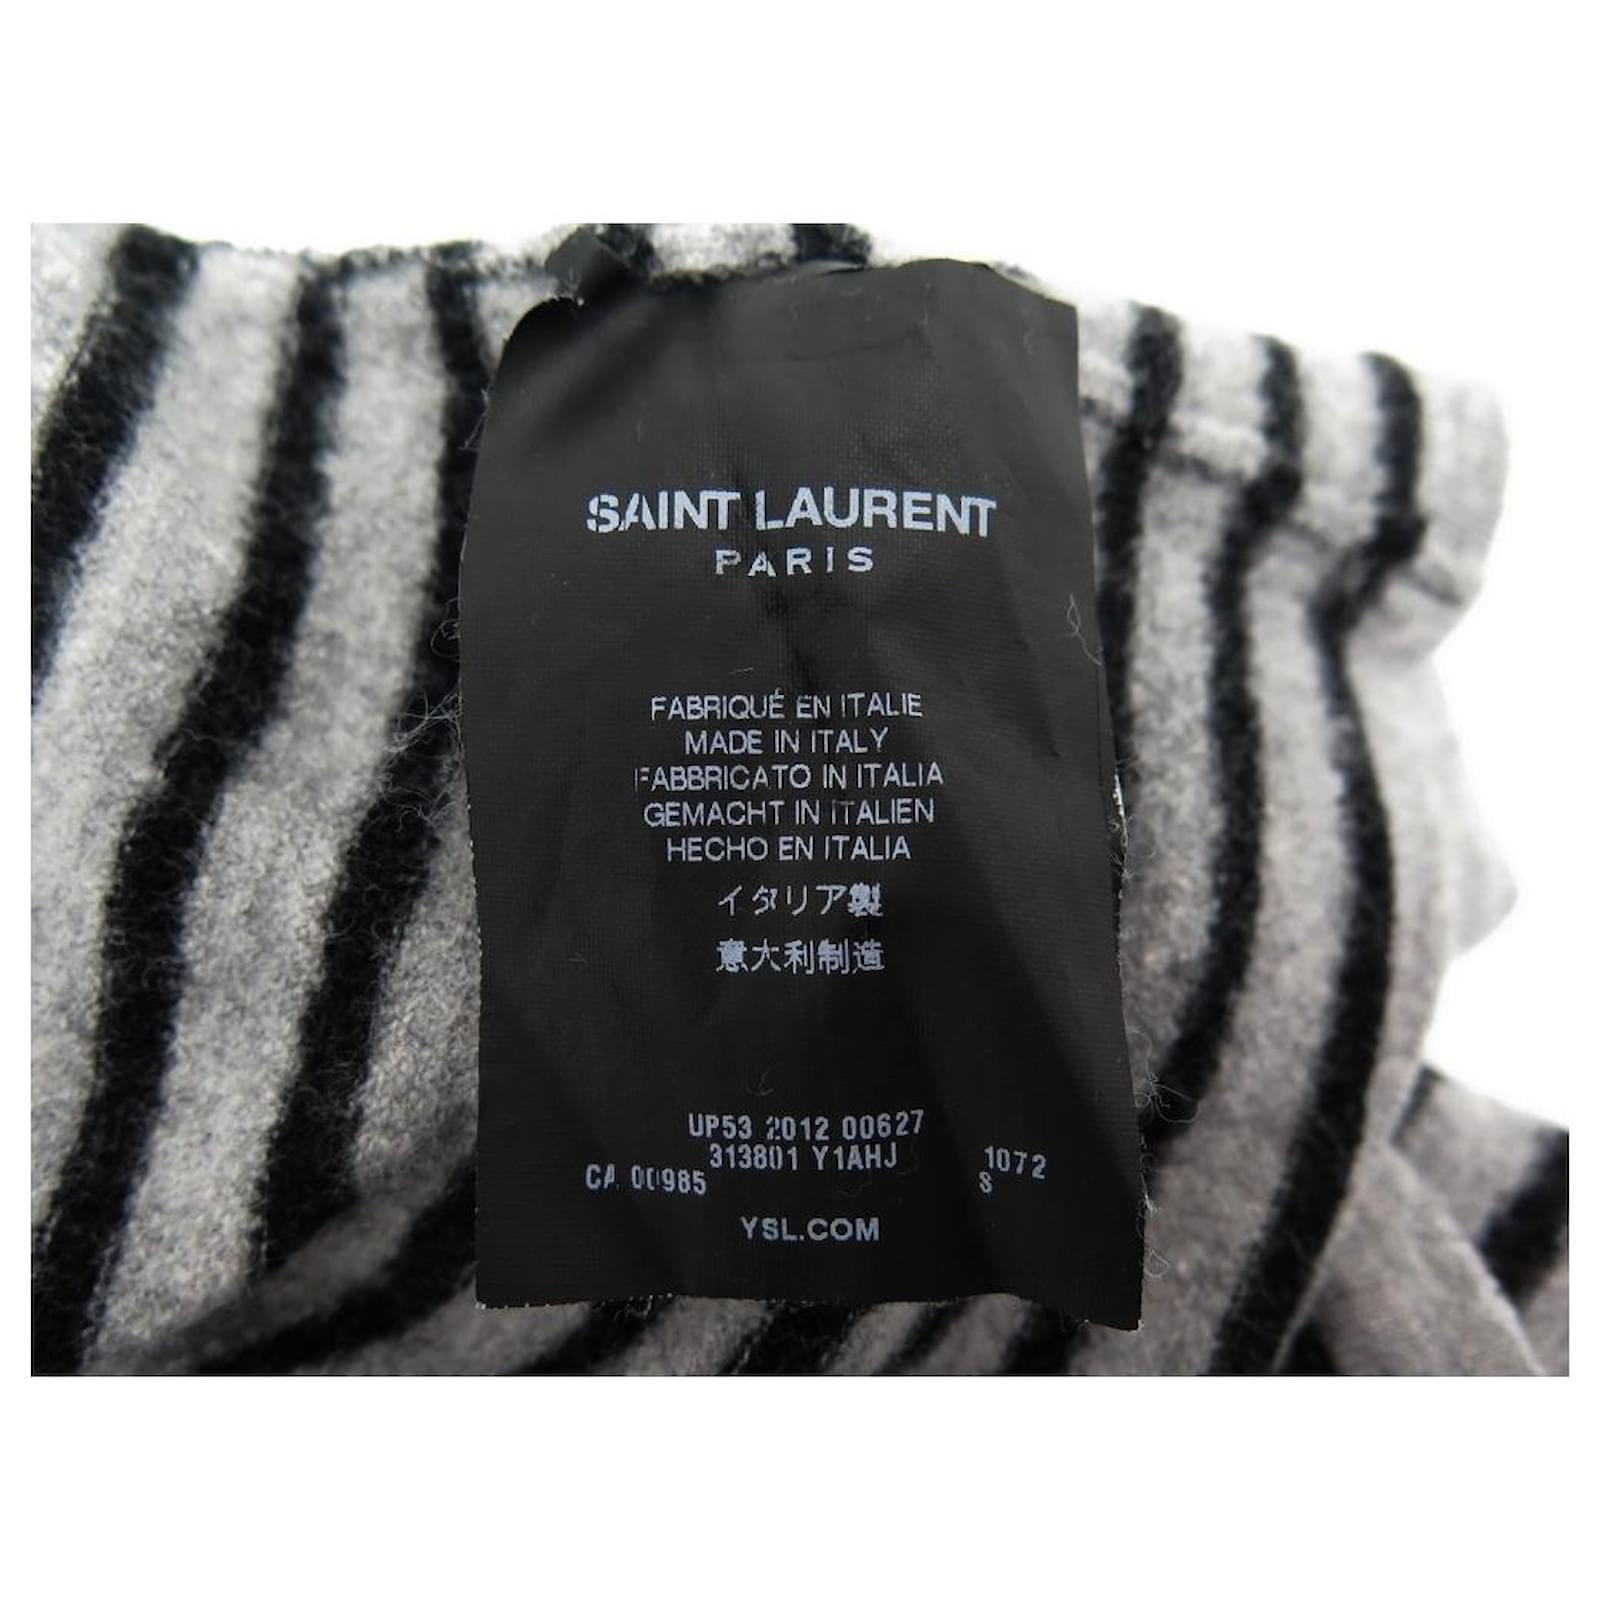 SAINT LAURENT
PARIS
FABRIQUÉ EN ITALIE
MADE IN ITALY
FABBRICATO IN ITALIA
GEMACHT IN ITALIEN
HECHO EN ITALIA
イタリア製
意大利制造
UP53 2012 00627
313801 Y1AHJ
CA 00985
1072
S
YSL.COM